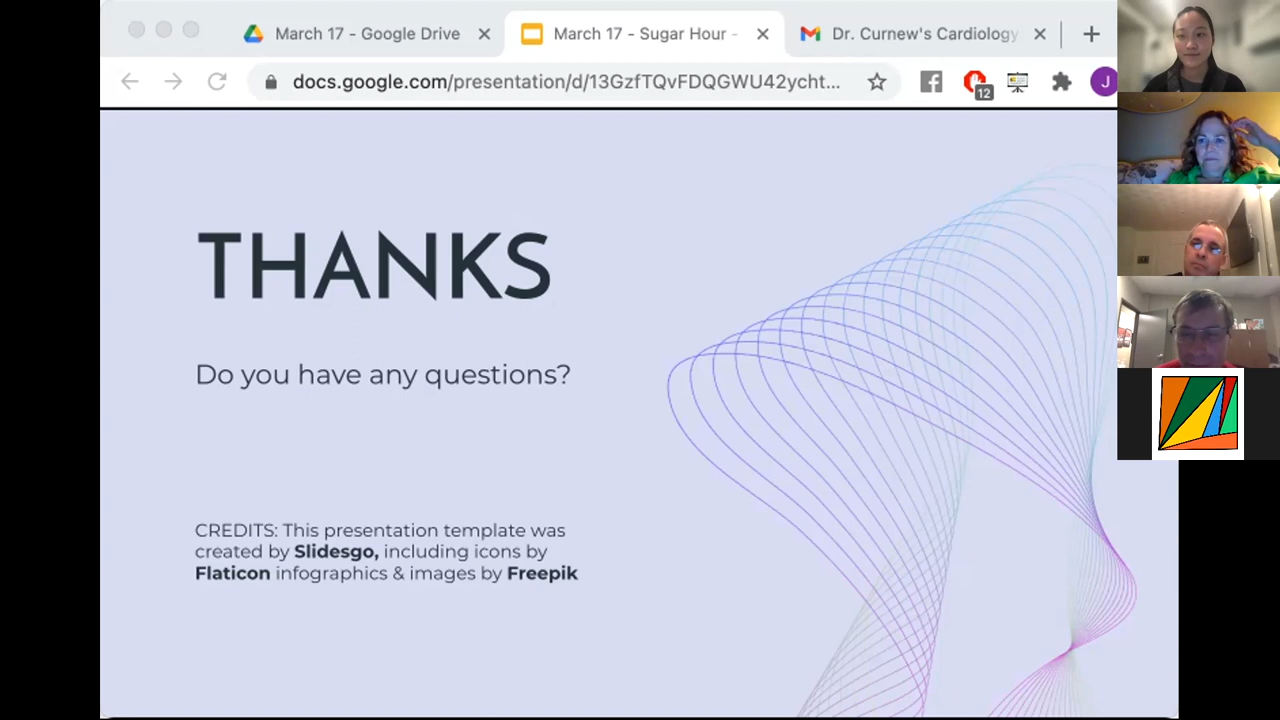 March 17 - Google Drive
March 17 - Sugar Hour -
Dr. Curnew's Cardiology
docs.google.com/presentation/d/13GzfTQvFDQGWU42ycht...
12
J
THANKS
Do you have any questions?
CREDITS: This presentation template was
created by Slidesgo, including icons by
Flaticon infographics & images by Freepik